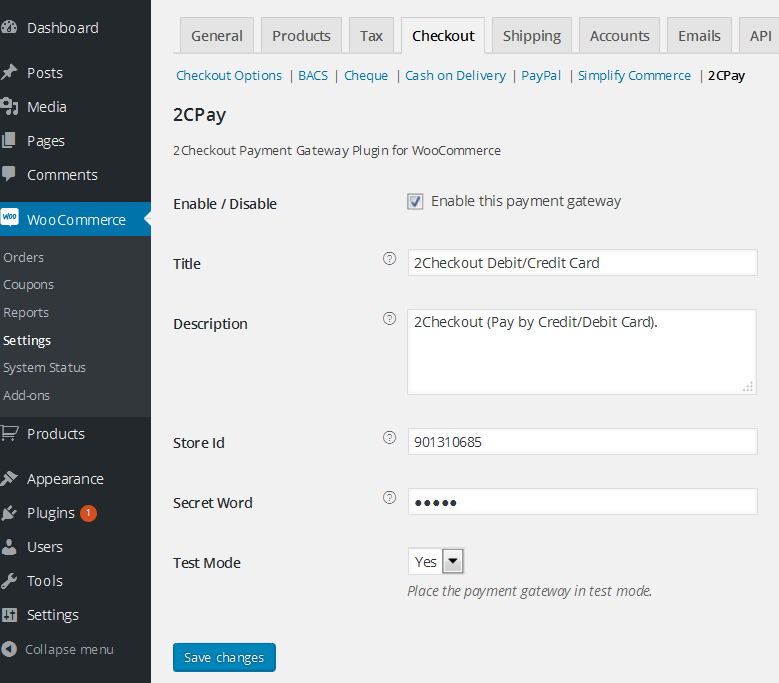 Dashboard
Posts
Media
Pages
Comments
WOO WooCommerce
Orders
Coupons
Reports
Settings
System Status
Add-ons
Products
Appearance
Plugins 1
Users
Tools
Settings
Collapse menu
General Products Tax Checkout Shipping Accounts Emails API
Checkout Options | BACS | Cheque | Cash on Delivery | PayPal | Simplify Commerce | 2CPay
2CPay
2Checkout Payment Gateway Plugin for WooCommerce
Enable / Disable Enable this payment gateway
Title ? 2Checkout Debit/Credit Card
Description ? 2Checkout (Pay by Credit/Debit Card).
Store Id ? 901310685
Secret Word ? ●●●●●
Test Mode Yes
Place the payment gateway in test mode.
Save changes